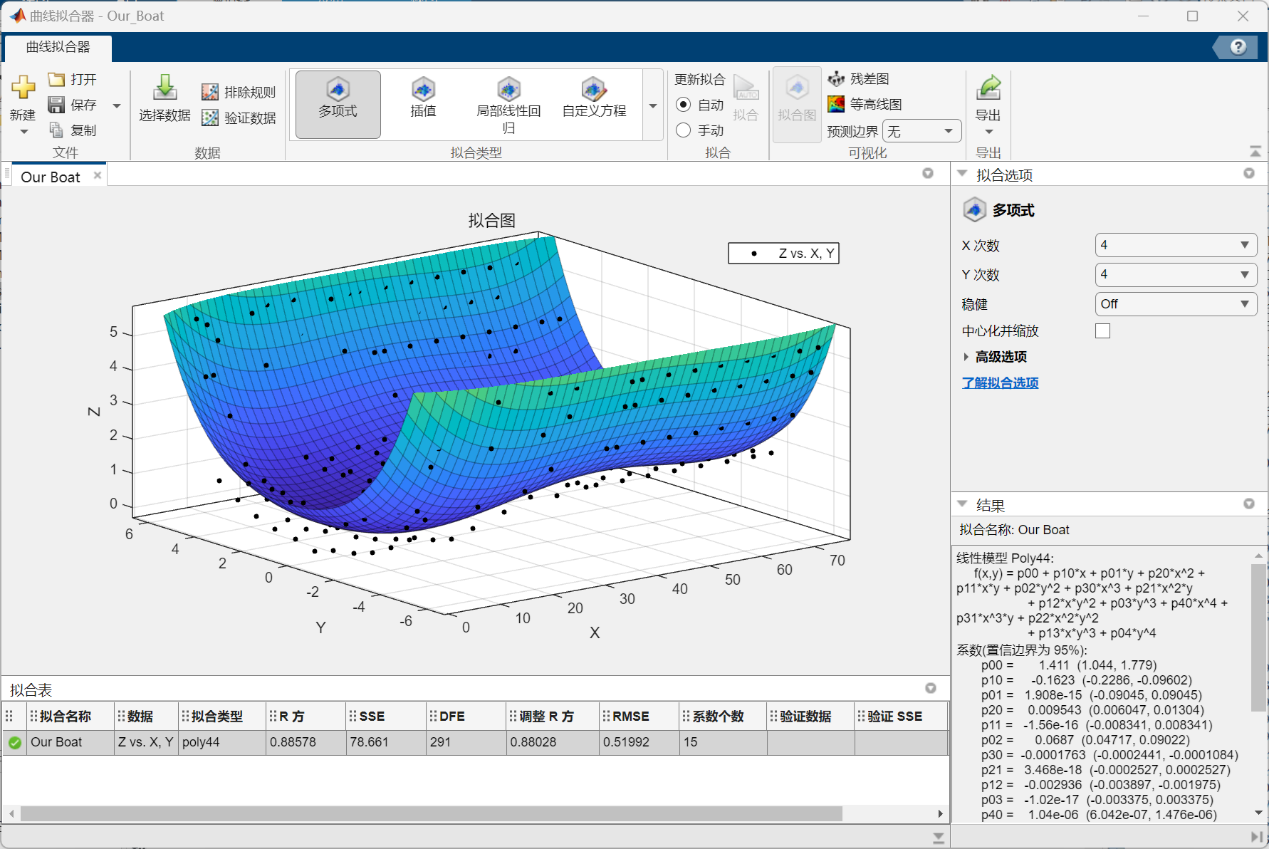 曲线拟合器 - Our_Boat
曲线拟合器
?
新建
打开
保存
复制
文件
选择数据
排除规则
验证数据
数据
多项式
插值
局部线性回
归
自定义方程
拟合类型
更新拟合
自动
手动
AUTO
拟合
拟合
拟合图
残差图
等高线图
预测边界 无
可视化
导出
导出
Our Boat
拟合图
Z vs. X, Y
5
4
3
2
1
0
Z
6
4
2
0
-2
-4
-6
Y
0
10
20
30
40
50
60
70
X
拟合选项
多项式
X 次数 4
Y 次数 4
稳健 Off
中心化并缩放
高级选项
了解拟合选项
结果
拟合名称: Our Boat
线性模型 Poly44:
f(x,y) = p00 + p10*x + p01*y + p20*x^2 +
p11*x*y + p02*y^2 + p30*x^3 + p21*x^2*y
+ p12*x*y^2 + p03*y^3 + p40*x^4 +
p31*x^3*y + p22*x^2*y^2
+ p13*x*y^3 + p04*y^4
系数(置信边界为 95%):
p00 = 1.411 (1.044, 1.779)
p10 = -0.1623 (-0.2286, -0.09602)
p01 = 1.908e-15 (-0.09045, 0.09045)
p20 = 0.009543 (0.006047, 0.01304)
p11 = -1.56e-16 (-0.008341, 0.008341)
p02 = 0.0687 (0.04717, 0.09022)
p30 = -0.0001763 (-0.0002441, -0.0001084)
p21 = 3.468e-18 (-0.0002527, 0.0002527)
p12 = -0.002936 (-0.003897, -0.001975)
p03 = -1.02e-17 (-0.003375, 0.003375)
p40 = 1.04e-06 (6.042e-07, 1.476e-06)
拟合表
拟合名称 数据 拟合类型 R 方 SSE DFE 调整 R 方 RMSE 系数个数 验证数据 验证 SSE
Our Boat Z vs. X, Y poly44 0.88578 78.661 291 0.88028 0.51992 15